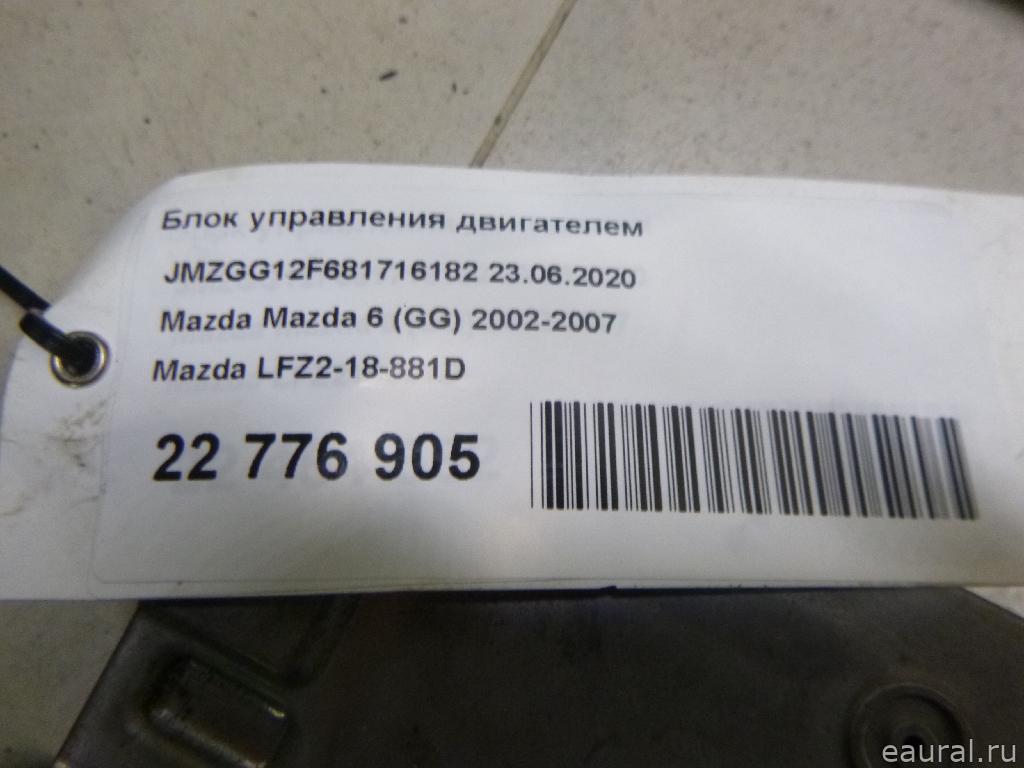 Блок управления двигателем
JMZGG12F681716182 23.06.2020
Mazda Mazda 6 (GG) 2002-2007
Mazda LFZ2-18-881D
22 776 905
eaural.ru